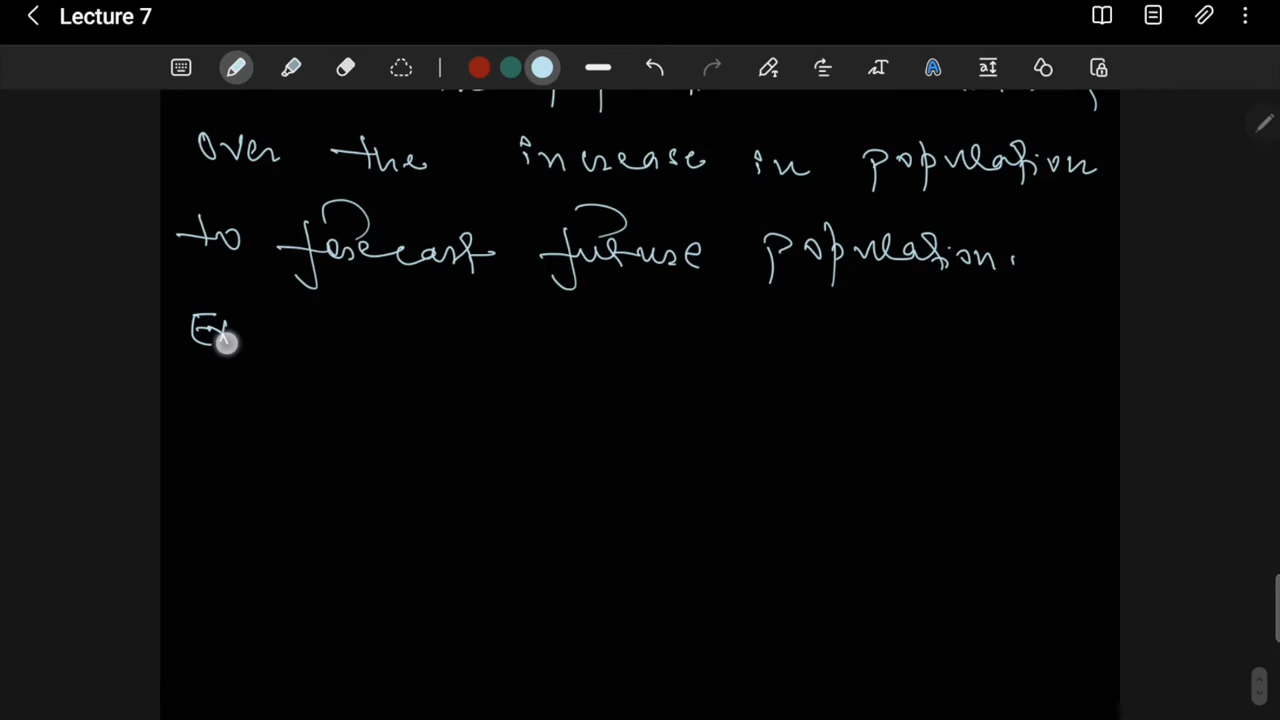 Lecture 7
over the increase in population
to forecast future population.
Ex